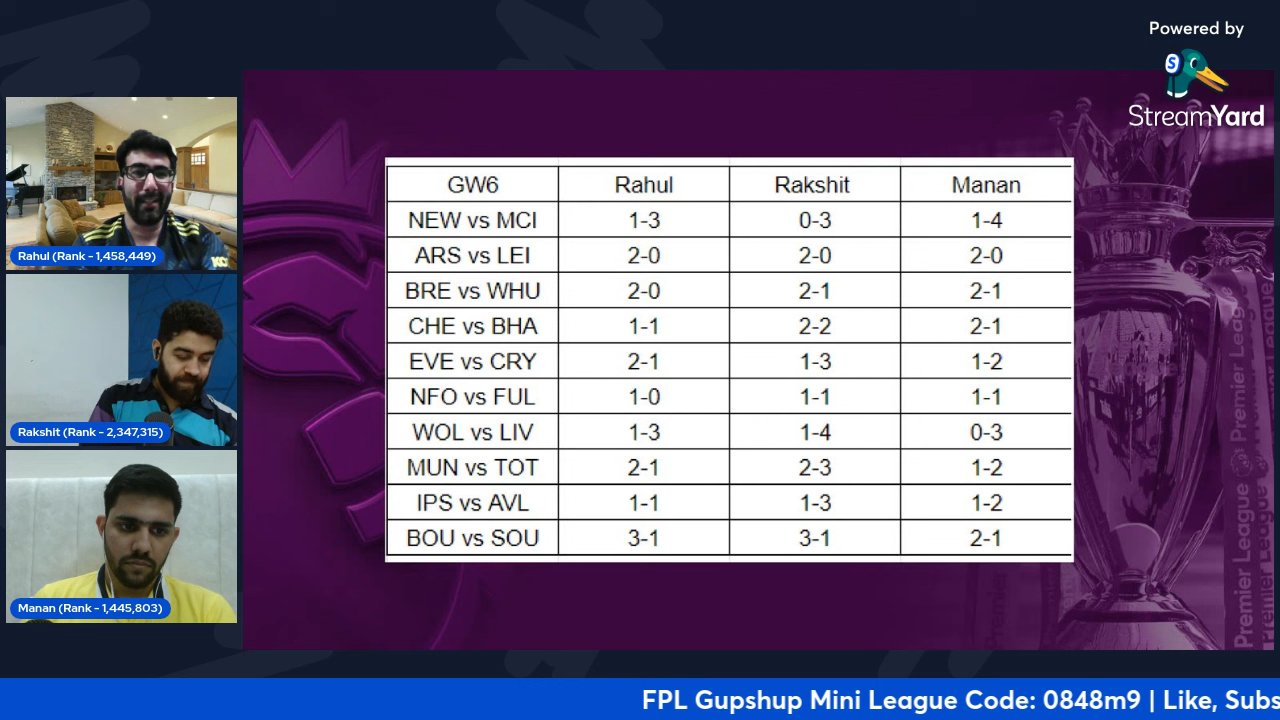 Powered by
StreamYard
GW6 Rahul Rakshit Manan
NEW vs MCI 1-3 0-3 1-4
ARS vs LEI 2-0 2-0 2-0
BRE vs WHU 2-0 2-1 2-1
CHE vs BHA 1-1 2-2 2-1
EVE vs CRY 2-1 1-3 1-2
NFO vs FUL 1-0 1-1 1-1
WOL vs LIV 1-3 1-4 0-3
MUN vs TOT 2-1 2-3 1-2
IPS vs AVL 1-1 1-3 1-2
BOU vs SOU 3-1 3-1 2-1
Rahul (Rank - 1,458,449)
Rakshit (Rank - 2,347,315)
Manan (Rank - 1,445,803)
Premier League
Premier League
FPL Gupshup Mini League Code: 0848m9 | Like, Subs